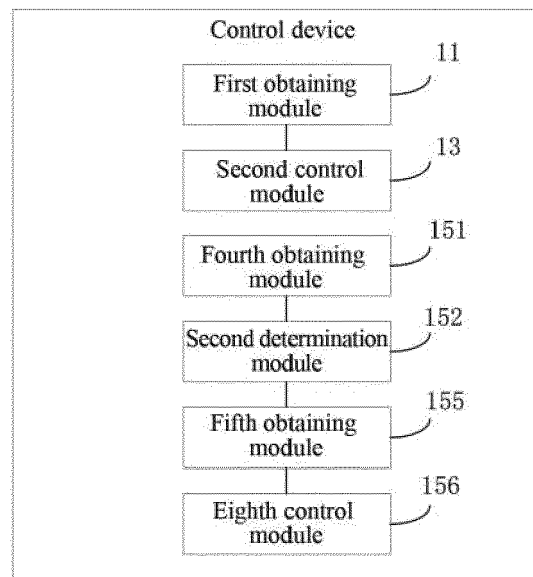 Control device
11
First obtaining
module
13
Second control
module
151
Fourth obtaining
module
152
Second determination
module
155
Fifth obtaining
module
156
Eighth control
module